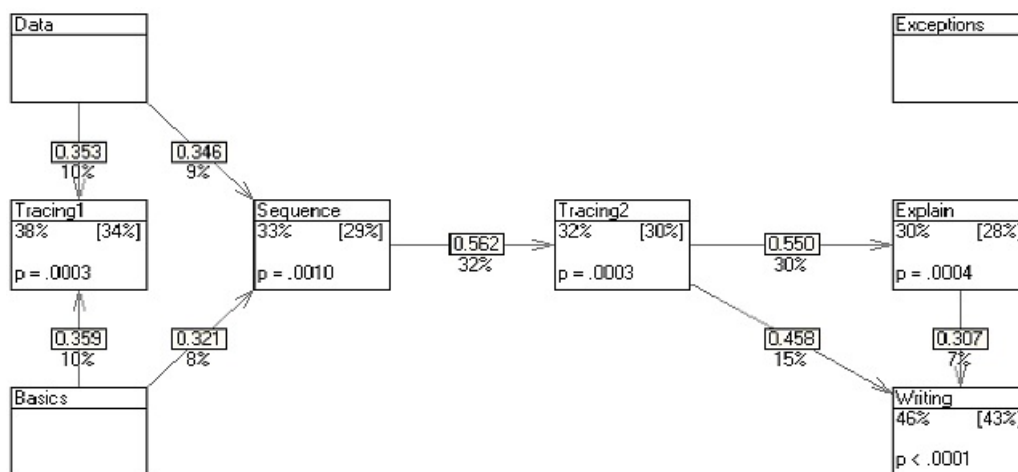 Data
Exceptions
0.353
10%
0.346
9%
Tracing1
38% [34%]
p = .0003
Sequence
33% [29%]
p = .0010
0.562
32%
Tracing2
32% [30%]
p = .0003
0.550
30%
Explain
30% [28%]
p = .0004
0.359
10%
0.321
8%
0.458
15%
0.307
7%
Basics
Writing
46% [43%]
p < .0001